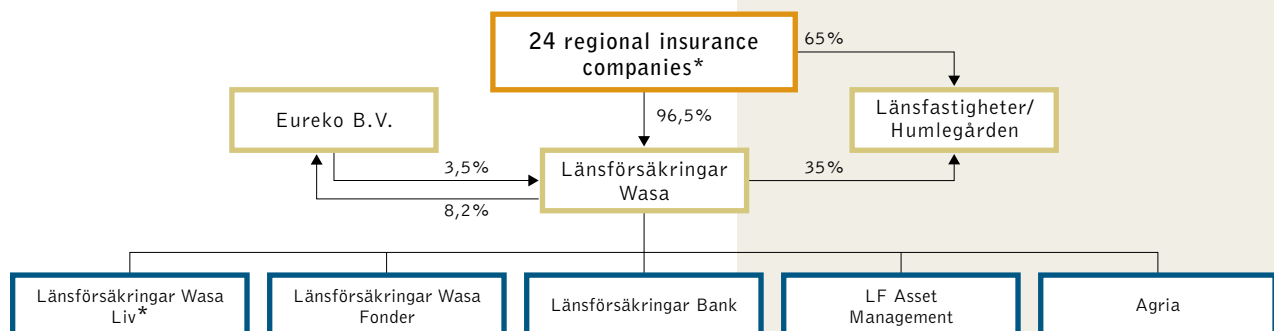 24 regional insurance
companies*
65%
Eureko B.V.
96,5%
Länsfastigheter/
Humlegården
3,5%
Länsförsäkringar
Wasa
35%
8,2%
Länsförsäkringar Wasa
Liv*
Länsförsäkringar Wasa
Fonder
Länsförsäkringar Bank
LF Asset
Management
Agria